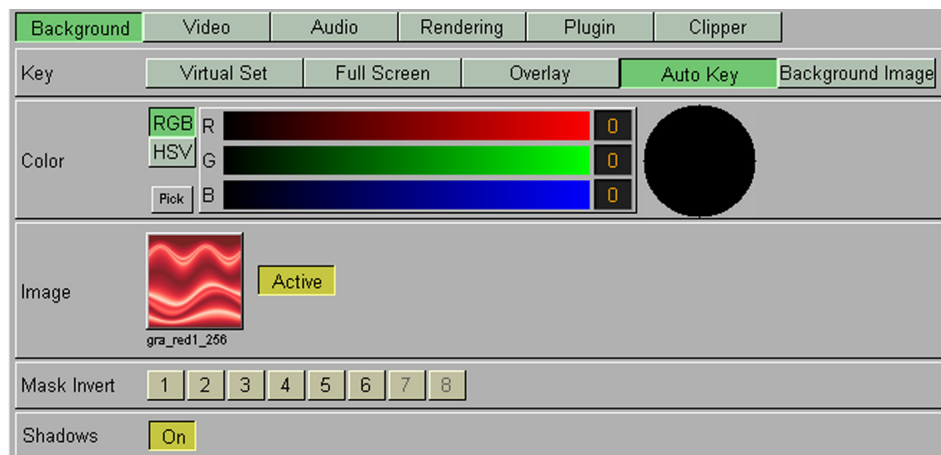 Background Video Audio Rendering Plugin Clipper
Key Virtual Set Full Screen Overlay Auto Key Background Image
RGB R 0
HSV G 0
Color
Pick B 0
Image Active
gra_red1_256
Mask Invert 1 2 3 4 5 6 7 8
Shadows On